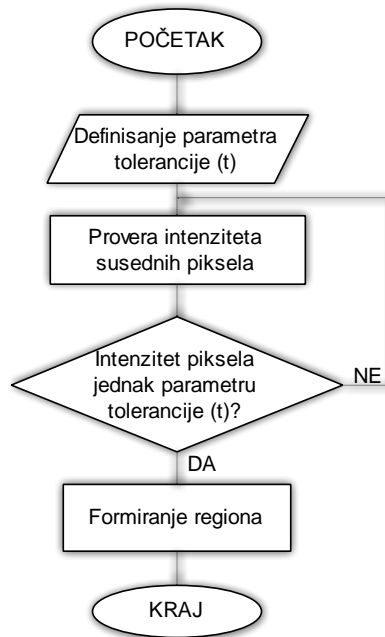 POČETAK
Definisanje parametra
tolerancije (t)
Provera intenziteta
susednih piksela
Intenzitet piksela
jednak parametru
tolerancije (t)?
NE
DA
Formiranje regiona
KRAJ